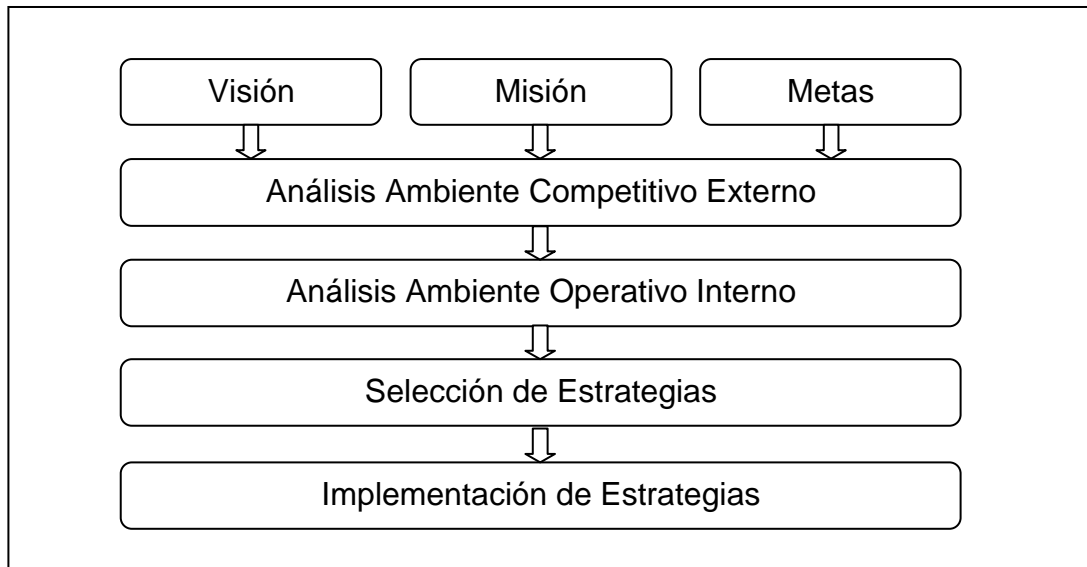 Visión
Misión
Metas
Análisis Ambiente Competitivo Externo
Análisis Ambiente Operativo Interno
Selección de Estrategias
Implementación de Estrategias